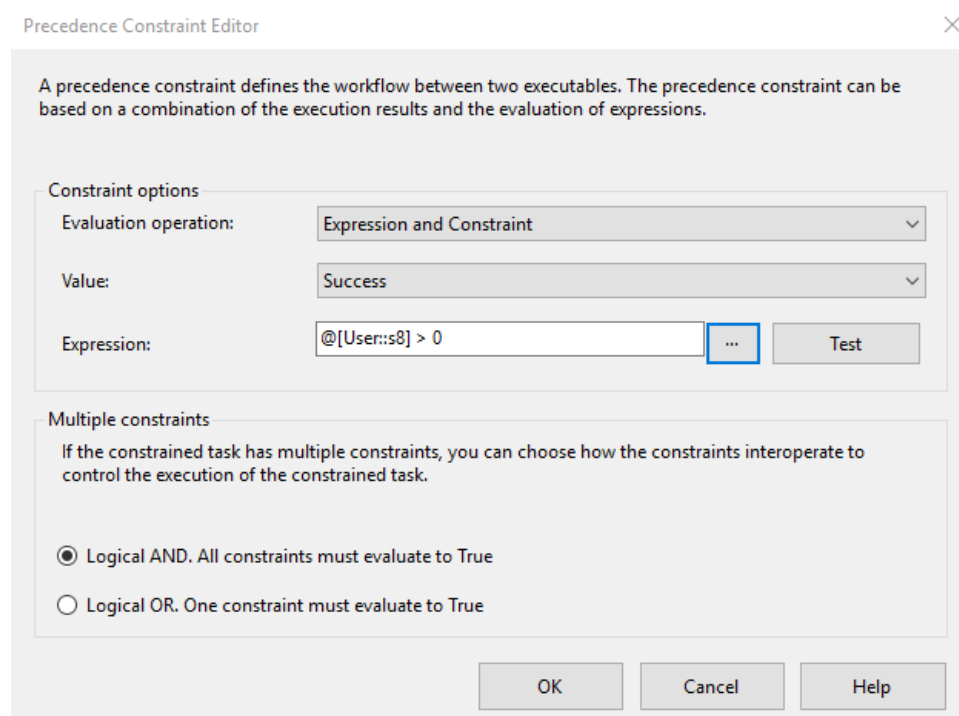 Precedence Constraint Editor
A precedence constraint defines the workflow between two executables. The precedence constraint can be
based on a combination of the execution results and the evaluation of expressions.
Constraint options
Evaluation operation:
Expression and Constraint
Value:
Success
Expression:
@[User::s8] > 0
...
Test
Multiple constraints
If the constrained task has multiple constraints, you can choose how the constraints interoperate to
control the execution of the constrained task.
Logical AND. All constraints must evaluate to True
Logical OR. One constraint must evaluate to True
OK
Cancel
Help